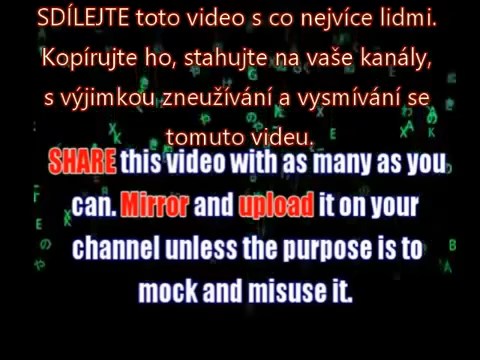 SDÍLEJTE toto video s co nejvíce lidmi.
Kopírujte ho, stahujte na vaše kanály,
s výjimkou zneužívání a vysmívání se
tomuto videu.
SHARE this video with as many as you
can. Mirror and upload it on your
channel unless the purpose is to
mock and misuse it.